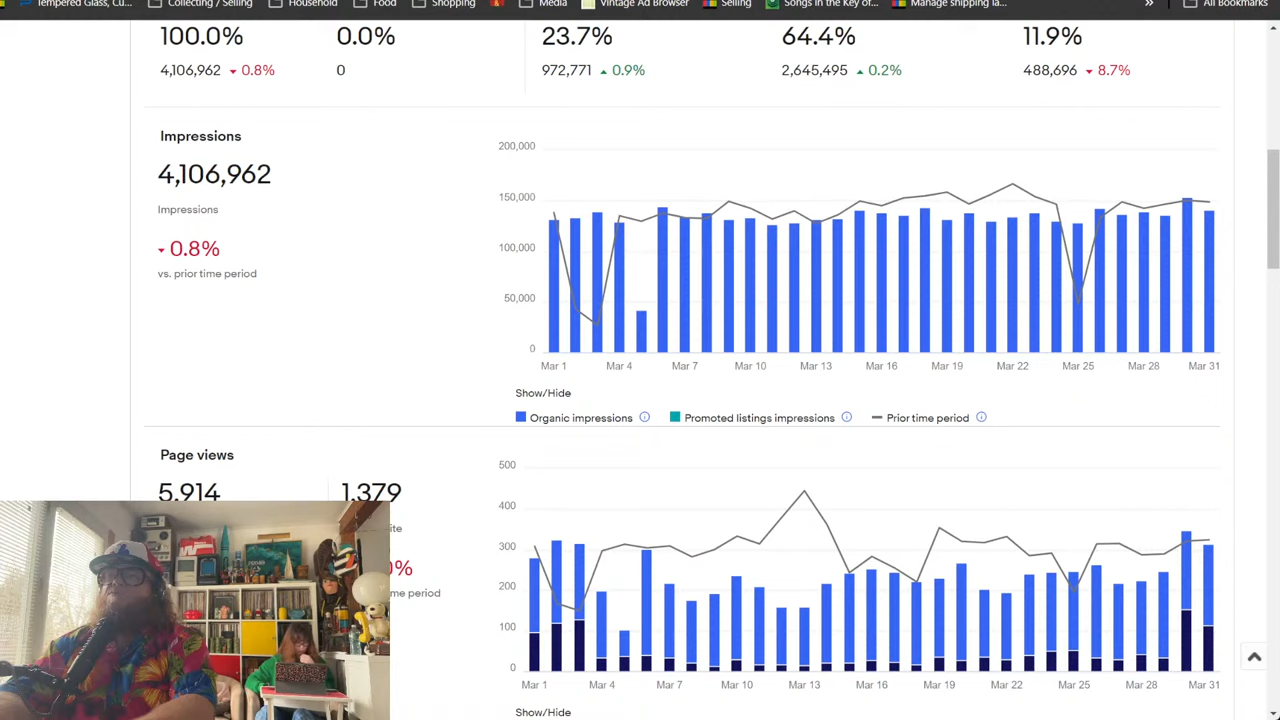 Tempered Glass, Cu...
Collecting / Selling
Household
Food
Shopping
Media
Vintage Ad Browser
Selling
Songs in the Key of...
Manage shipping la...
»
All Bookmarks
100.0%
0.0%
23.7%
64.4%
11.9%
4,106,962 0.8%
0
972,771 0.9%
2,645,495 0.2%
488,696 8.7%
Impressions
4,106,962
Impressions
0.8%
vs. prior time period
200,000
150,000
100,000
50,000
0
Mar 1 Mar 4 Mar 7 Mar 10 Mar 13 Mar 16 Mar 19 Mar 22 Mar 25 Mar 28 Mar 31
Show/Hide
Organic impressions Promoted listings impressions Prior time period
Page views
5,914
1,379
ite
0%
me period
500
400
300
200
100
0
Mar 1 Mar 4 Mar 7 Mar 10 Mar 13 Mar 16 Mar 19 Mar 22 Mar 25 Mar 28 Mar 31
Show/Hide